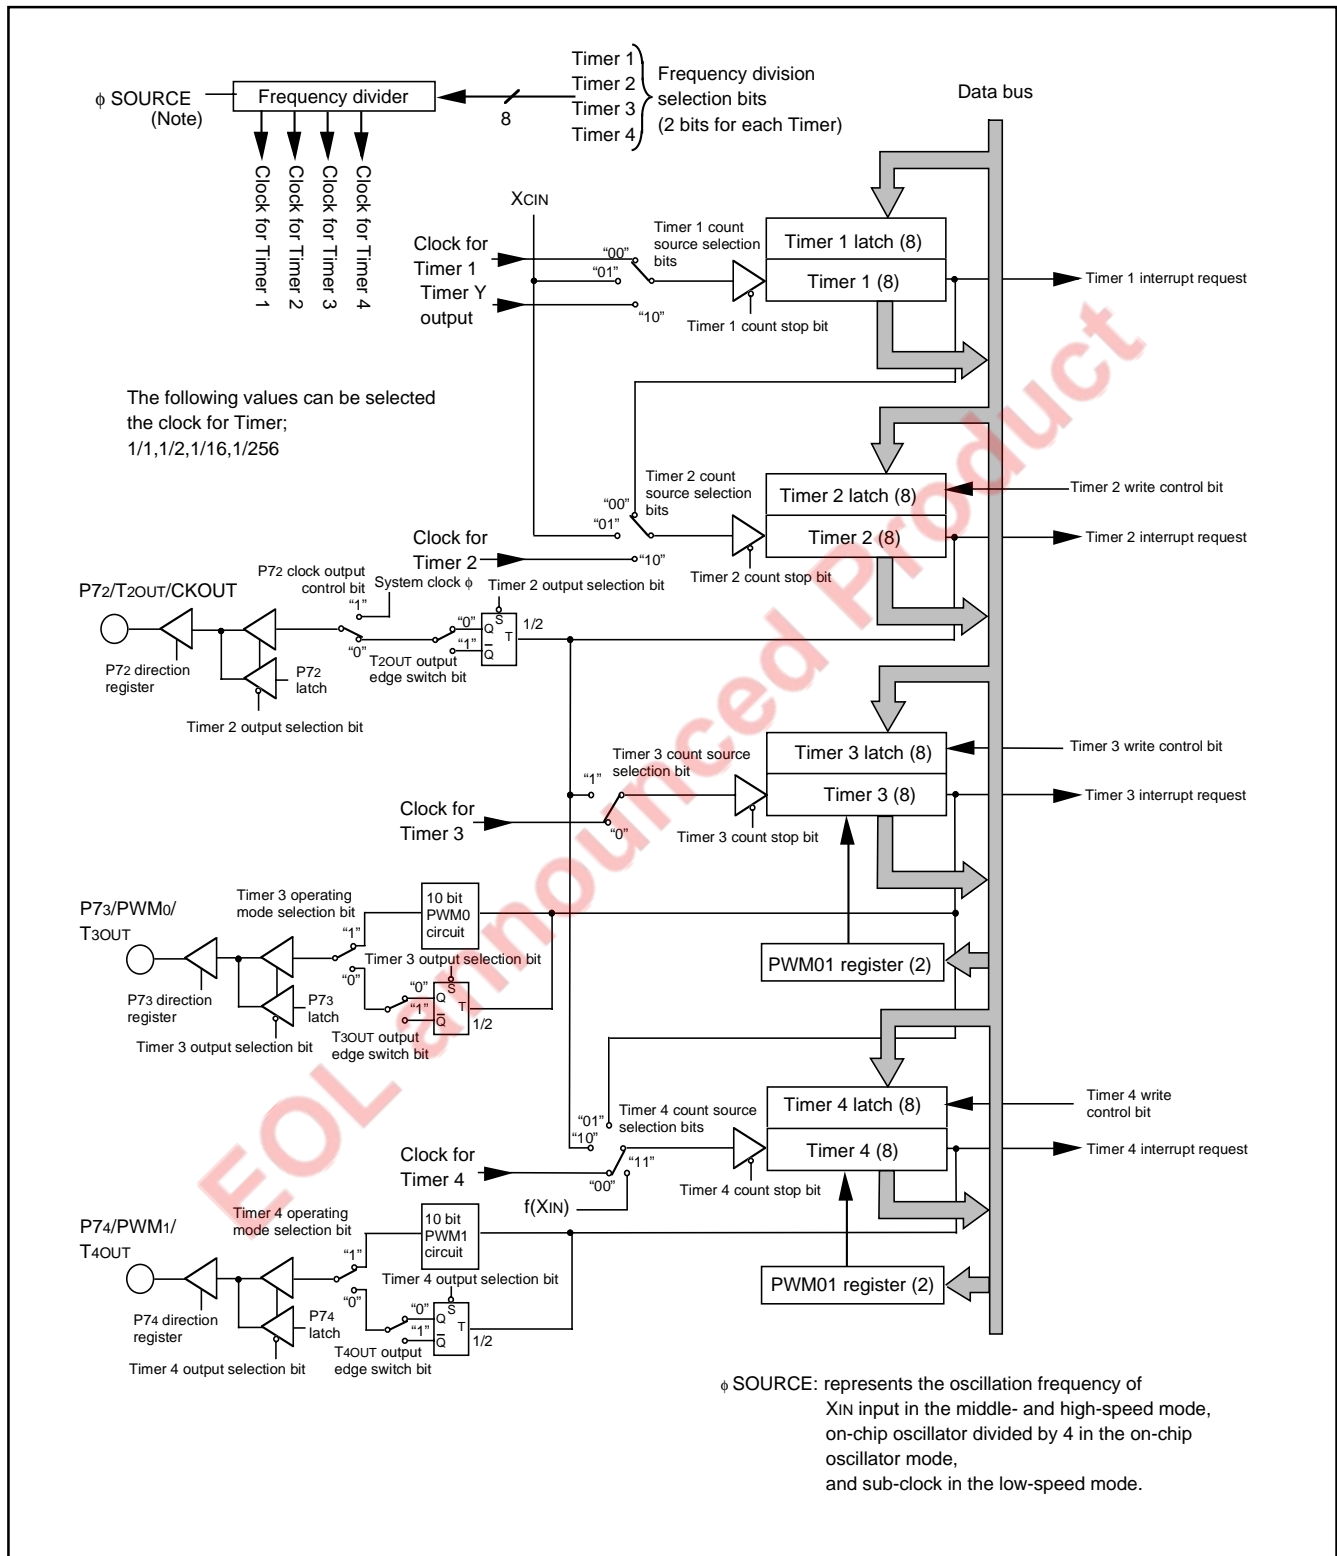 φ SOURCE
(Note)
Frequency divider
8
Timer 1
Timer 2
Timer 3
Timer 4
Frequency division
selection bits
(2 bits for each Timer)
Data bus
Clock for Timer 1
Clock for Timer 2
Clock for Timer 3
Clock for Timer 4
XCIN
Clock for
Timer 1
Timer Y
output
“00”
“01”
“10”
Timer 1 count
source selection
bits
Timer 1 count stop bit
Timer 1 latch (8)
Timer 1 (8)
Timer 1 interrupt request
The following values can be selected
the clock for Timer;
1/1,1/2,1/16,1/256
Timer 2 count
source selection
bits
“00”
“01”
“10”
Clock for
Timer 2
Timer 2 count stop bit
Timer 2 latch (8)
Timer 2 (8)
Timer 2 write control bit
Timer 2 interrupt request
P72/T2OUT/CKOUT
P72 clock output
control bit
“1”
System clock φ
“0”
Timer 2 output selection bit
“0”
“1”
S
Q
T
Q̅
1/2
T2OUT output
edge switch bit
P72 direction
register
P72
latch
Timer 2 output selection bit
Timer 3 count source
selection bit
“1”
“0”
Clock for
Timer 3
Timer 3 count stop bit
Timer 3 latch (8)
Timer 3 (8)
Timer 3 write control bit
Timer 3 interrupt request
P73/PWM0/
T3OUT
Timer 3 operating
mode selection bit
“1”
“0”
10 bit
PWM0
circuit
Timer 3 output selection bit
“0”
“1”
S
Q
T
Q̅
1/2
T3OUT output
edge switch bit
P73 direction
register
P73
latch
Timer 3 output selection bit
PWM01 register (2)
Timer 4 count source
selection bits
“01”
“10”
“11”
“00”
Clock for
Timer 4
f(XIN)
Timer 4 count stop bit
Timer 4 latch (8)
Timer 4 (8)
Timer 4 write
control bit
Timer 4 interrupt request
P74/PWM1/
T4OUT
Timer 4 operating
mode selection bit
“1”
“0”
10 bit
PWM1
circuit
Timer 4 output selection bit
“0”
“1”
S
Q
T
Q̅
1/2
T4OUT output
edge switch bit
P74 direction
register
P74
latch
Timer 4 output selection bit
PWM01 register (2)
φ SOURCE: represents the oscillation frequency of
XIN input in the middle- and high-speed mode,
on-chip oscillator divided by 4 in the on-chip
oscillator mode,
and sub-clock in the low-speed mode.
EOL announced Product